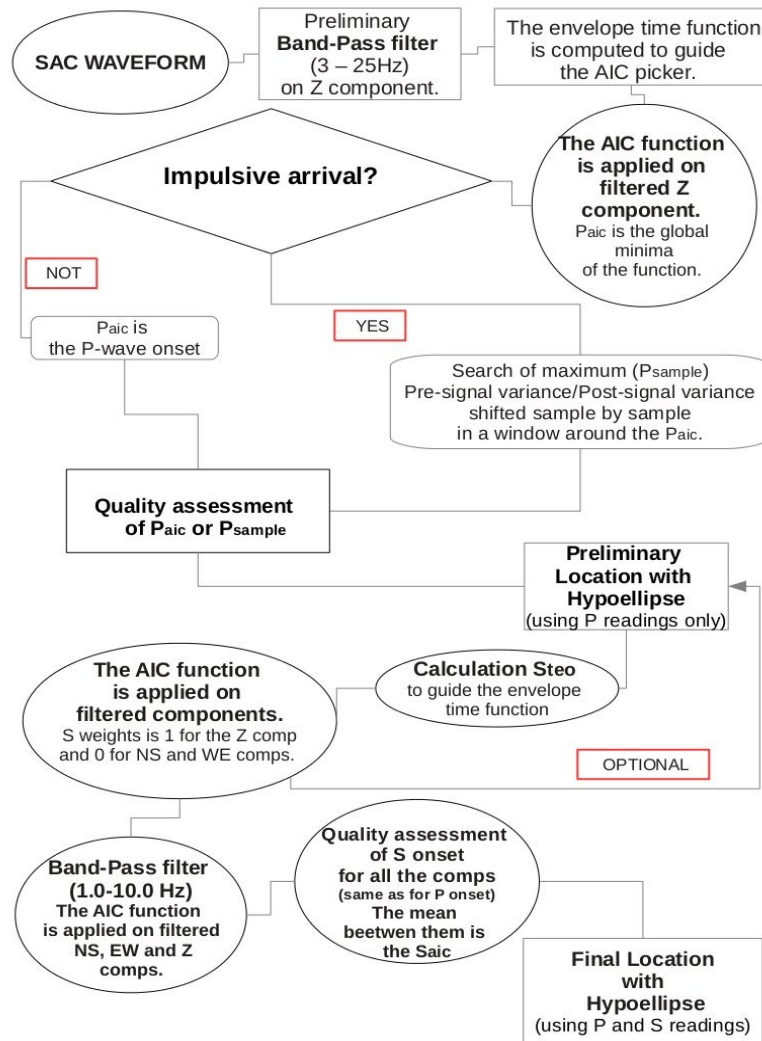 SAC WAVEFORM
Preliminary
Band-Pass filter
(3 – 25Hz)
on Z component.
The envelope time function
is computed to guide
the AIC picker.
The AIC function
is applied on
filtered Z
component.
Paic is the global
minima
of the function.
Impulsive arrival?
NOT
YES
Paic is
the P-wave onset
Search of maximum (Psample)
Pre-signal variance/Post-signal variance
shifted sample by sample
in a window around the Paic.
Quality assessment
of Paic or Psample
Preliminary
Location with
Hypoellipse
(using P readings only)
Calculation Steo
to guide the envelope
time function
The AIC function
is applied on
filtered components.
S weights is 1 for the Z comp
and 0 for NS and WE comps.
OPTIONAL
Band-Pass filter
(1.0-10.0 Hz)
The AIC function
is applied on filtered
NS, EW and Z
comps.
Quality assessment
of S onset
for all the comps
(same as for P onset)
The mean
beetwen them is
the Saic
Final Location
with
Hypoellipse
(using P and S readings)